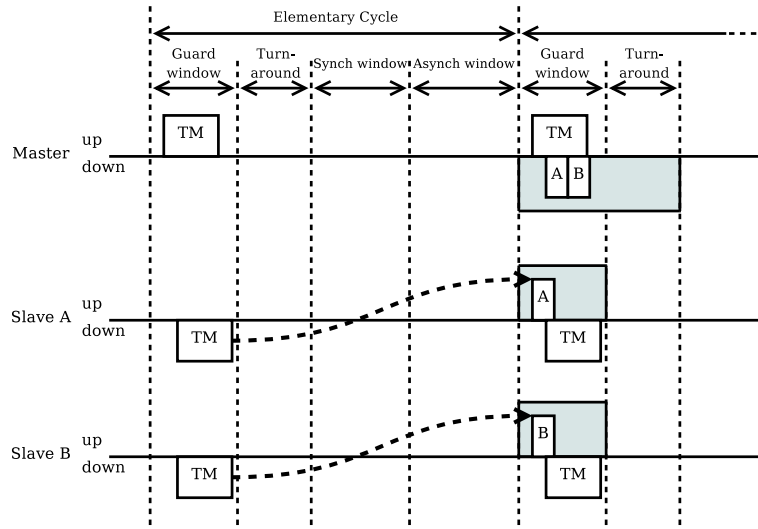 Elementary Cycle
Guard
window
Turn-
around
Synch window
Asynch window
Guard
window
Turn-
around
Master
up
down
TM
TM
A
B
Slave A
up
down
TM
A
TM
Slave B
up
down
TM
B
TM